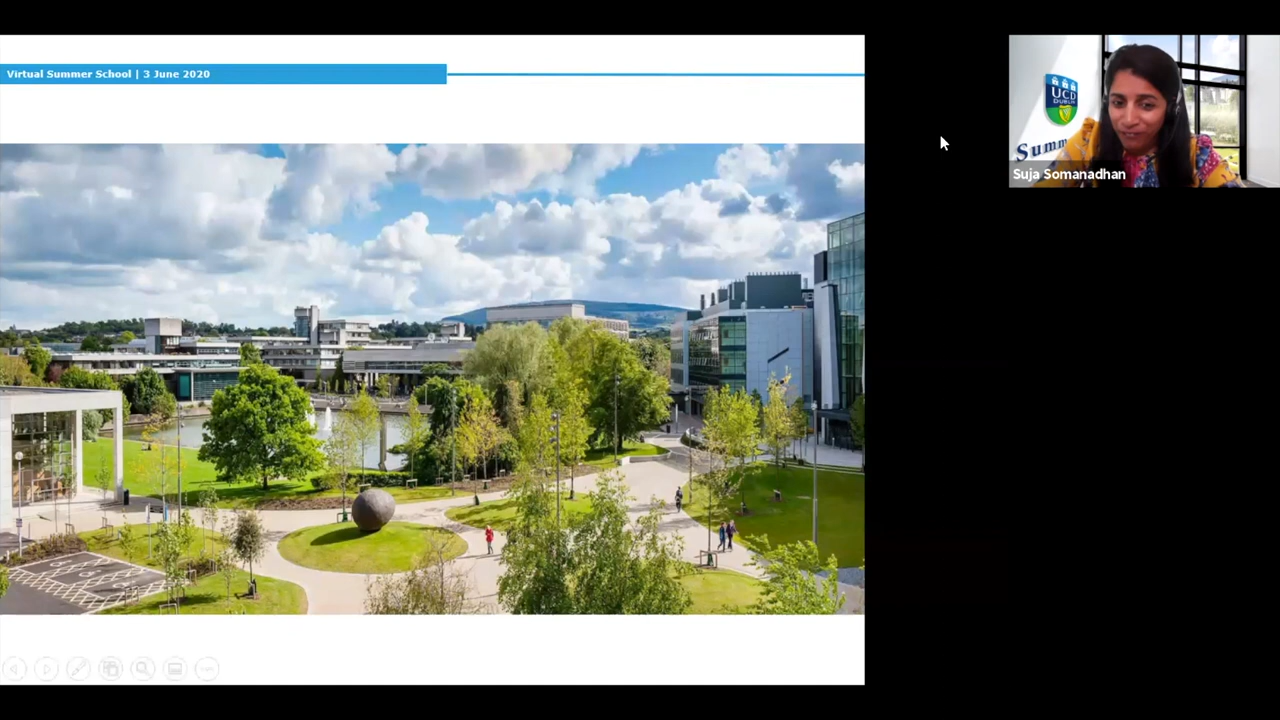 Virtual Summer School | 3 June 2020
UCD
DUBLIN
Summ
Suja Somanadhan